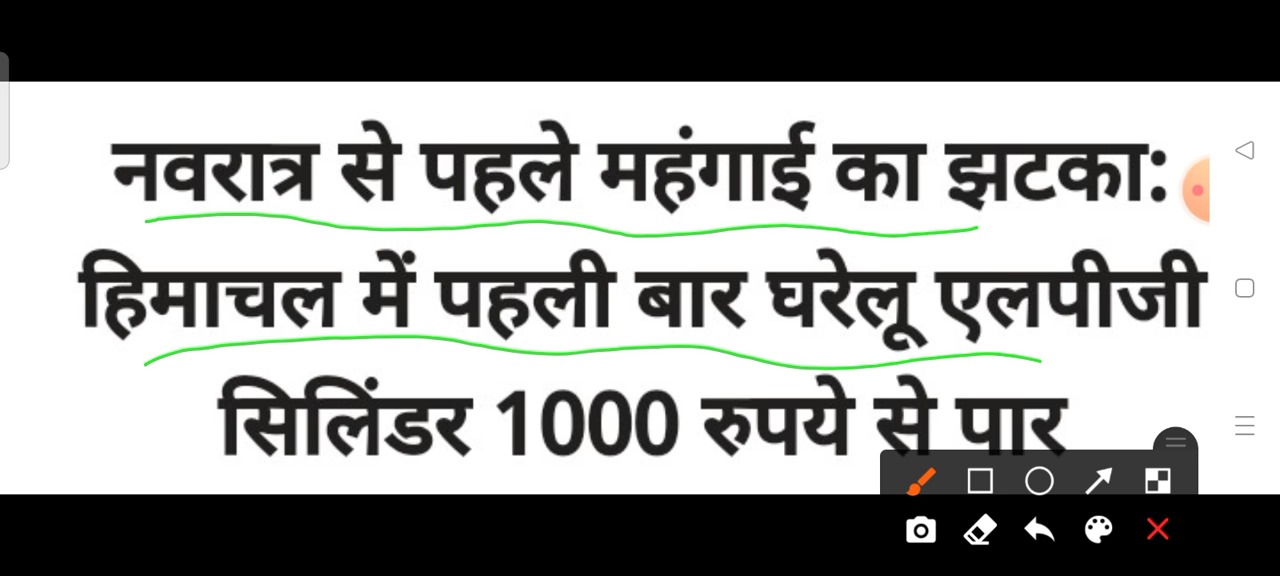 नवरात्र से पहले महंगाई का झटका:
हिमाचल में पहली बार घरेलू एलपीजी
सिलिंडर 1000 रुपये से पार